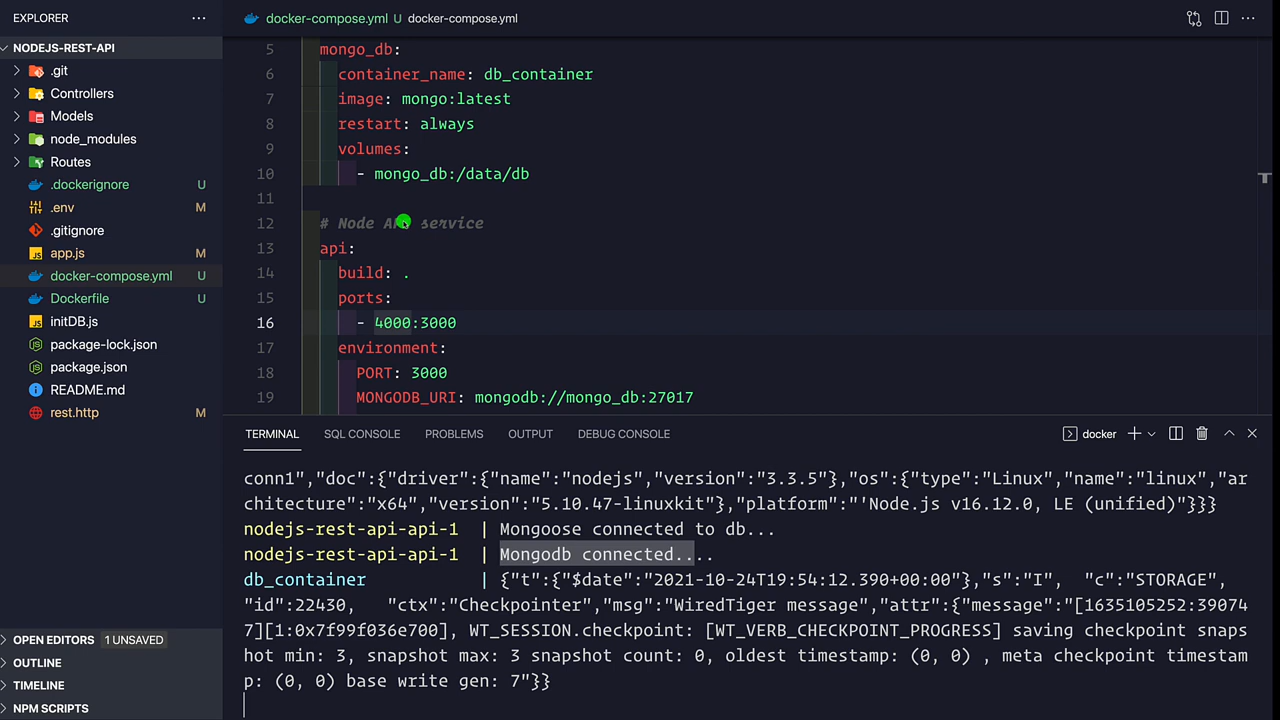 EXPLORER
NODEJS-REST-API
.git
Controllers
Models
node_modules
Routes
.dockerignore U
.env M
.gitignore
app.js M
docker-compose.yml U
Dockerfile U
initDB.js
package-lock.json
package.json
README.md
rest.http M
OPEN EDITORS 1 UNSAVED
OUTLINE
TIMELINE
NPM SCRIPTS
docker-compose.yml U docker-compose.yml
5 mongo_db:
6 container_name: db_container
7 image: mongo:latest
8 restart: always
9 volumes:
10 - mongo_db:/data/db
11
12 # Node API service
13 api:
14 build: .
15 ports:
16 - 4000:3000
17 environment:
18 PORT: 3000
19 MONGODB_URI: mongodb://mongo_db:27017
TERMINAL SQL CONSOLE PROBLEMS OUTPUT DEBUG CONSOLE docker
conn1","doc":{"driver":{"name":"nodejs","version":"3.3.5"},"os":{"type":"Linux","name":"linux","ar
chitecture":"x64","version":"5.10.47-linuxkit"},"platform":"'Node.js v16.12.0, LE (unified)"}}}
nodejs-rest-api-api-1 | Mongoose connected to db...
nodejs-rest-api-api-1 | Mongodb connected....
db_container | {"t":{"$date":"2021-10-24T19:54:12.390+00:00"},"s":"I", "c":"STORAGE",
"id":22430, "ctx":"Checkpointer","msg":"WiredTiger message","attr":{"message":"[1635105252:39074
7][1:0x7f99f036e700], WT_SESSION.checkpoint: [WT_VERB_CHECKPOINT_PROGRESS] saving checkpoint snaps
hot min: 3, snapshot max: 3 snapshot count: 0, oldest timestamp: (0, 0) , meta checkpoint timestam
p: (0, 0) base write gen: 7"}}